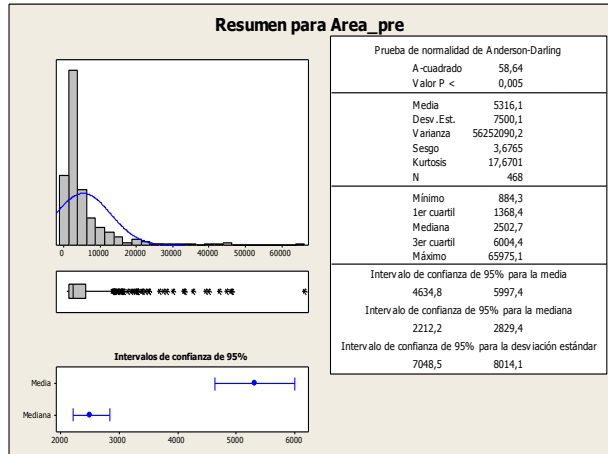 Resumen para Area_pre
0 10000 20000 30000 40000 50000 60000
Intervalos de confianza de 95%
Media
Mediana
2000 3000 4000 5000 6000
Prueba de normalidad de Anderson-Darling
A-cuadrado 58,64
Valor P < 0,005
Media 5316,1
Desv.Est. 7500,1
Varianza 56252090,2
Sesgo 3,6765
Kurtosis 17,6701
N 468
Mínimo 884,3
1er cuartil 1368,4
Mediana 2502,7
3er cuartil 6004,4
Máximo 65975,1
Intervalo de confianza de 95% para la media
4634,8 5997,4
Intervalo de confianza de 95% para la mediana
2212,2 2829,4
Intervalo de confianza de 95% para la desviación estándar
7048,5 8014,1